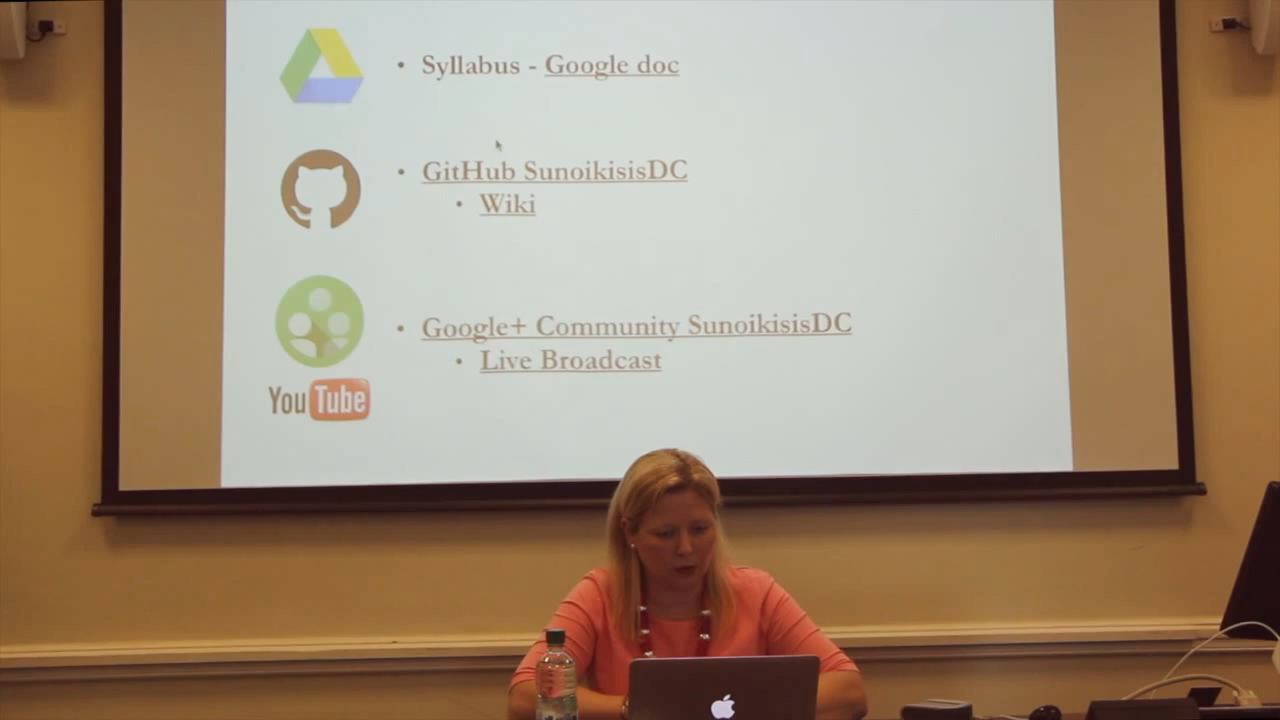 • Syllabus - Google doc
• GitHub SunoikisisDC
• Wiki
• Google+ Community SunoikisisDC
• Live Broadcast
YouTube